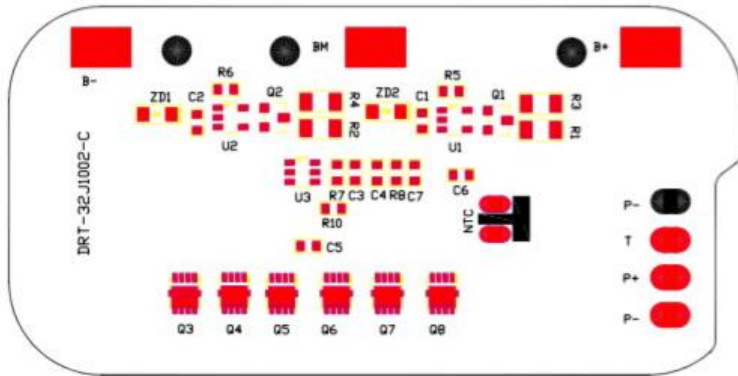 BM
B+
B-
R6
R5
ZD1
C2
Q2
R4
ZD2
C1
Q1
R3
R2
R1
U2
U1
U3
R7
C3
C4
R8
C7
C6
R10
NTC
C5
DRT-32J1002-C
P-
T
P+
P-
Q3
Q4
Q5
Q6
Q7
Q8